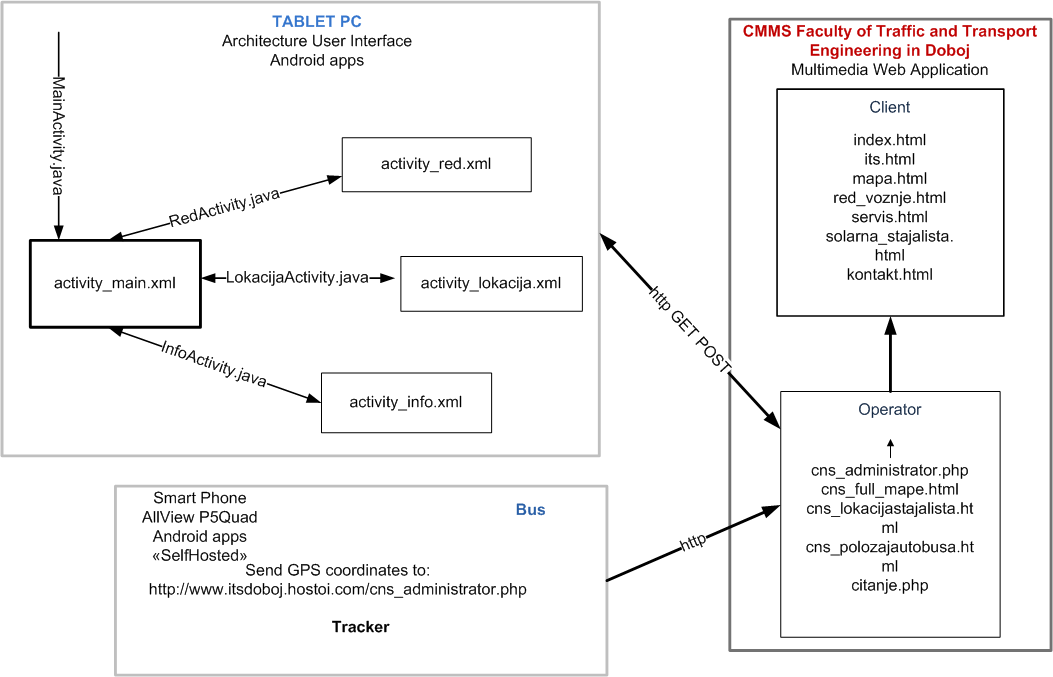 TABLET PC
Architecture User Interface
Android apps
MainActivity.java
activity_red.xml
RedActivity.java
activity_main.xml
LokacijaActivity.java
activity_lokacija.xml
InfoActivity.java
activity_info.xml
http GET POST
CMMS Faculty of Traffic and Transport
Engineering in Doboj
Multimedia Web Application
Client
index.html
its.html
mapa.html
red_voznje.html
servis.html
solarna_stajalista.
html
kontakt.html
Operator
cns_administrator.php
cns_full_mape.html
cns_lokacijastajalista.ht
ml
cns_polozajautobusa.ht
ml
citanje.php
Smart Phone
AllView P5Quad
Android apps
«SelfHosted»
Bus
Send GPS coordinates to:
http://www.itsdoboj.hostoi.com/cns_administrator.php
Tracker
http